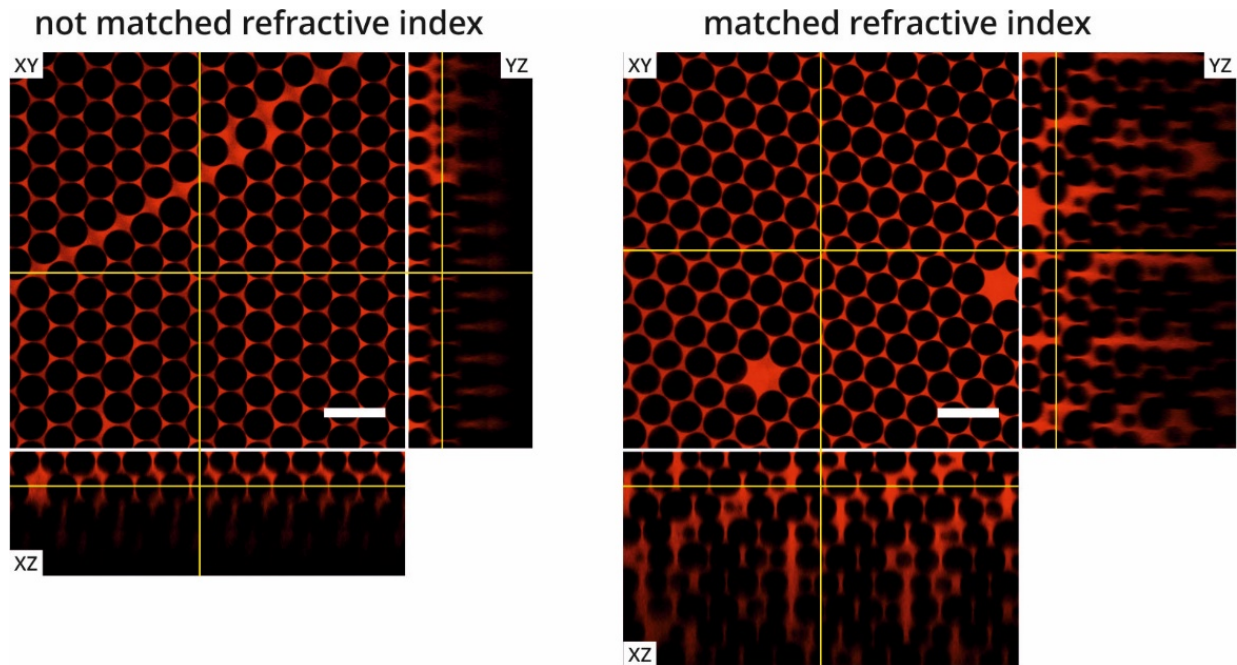 not matched refractive index
matched refractive index
XY
YZ
XY
YZ
XZ
XZ